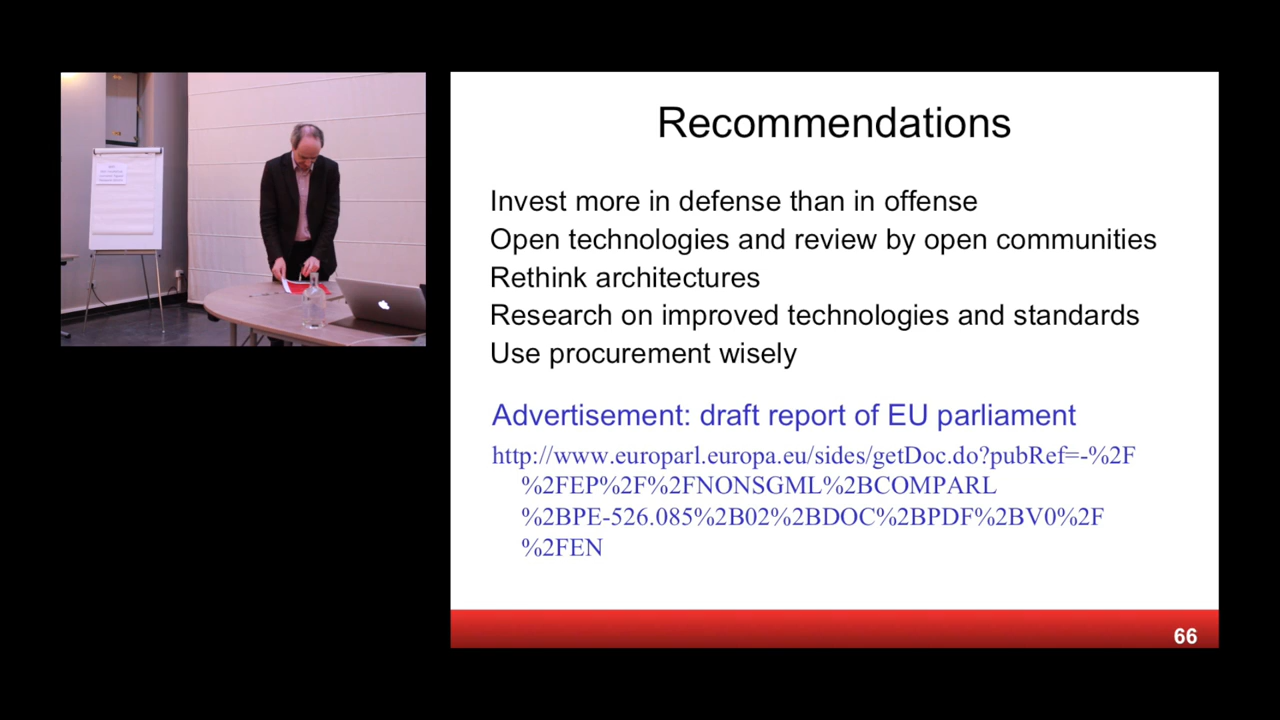 Recommendations
Invest more in defense than in offense
Open technologies and review by open communities
Rethink architectures
Research on improved technologies and standards
Use procurement wisely
Advertisement: draft report of EU parliament
http://www.europarl.europa.eu/sides/getDoc.do?pubRef=-%2F
%2FEP%2F%2FNONSGML%2BCOMPARL
%2BPE-526.085%2B02%2BDOC%2BPDF%2BV0%2F
%2FEN
66